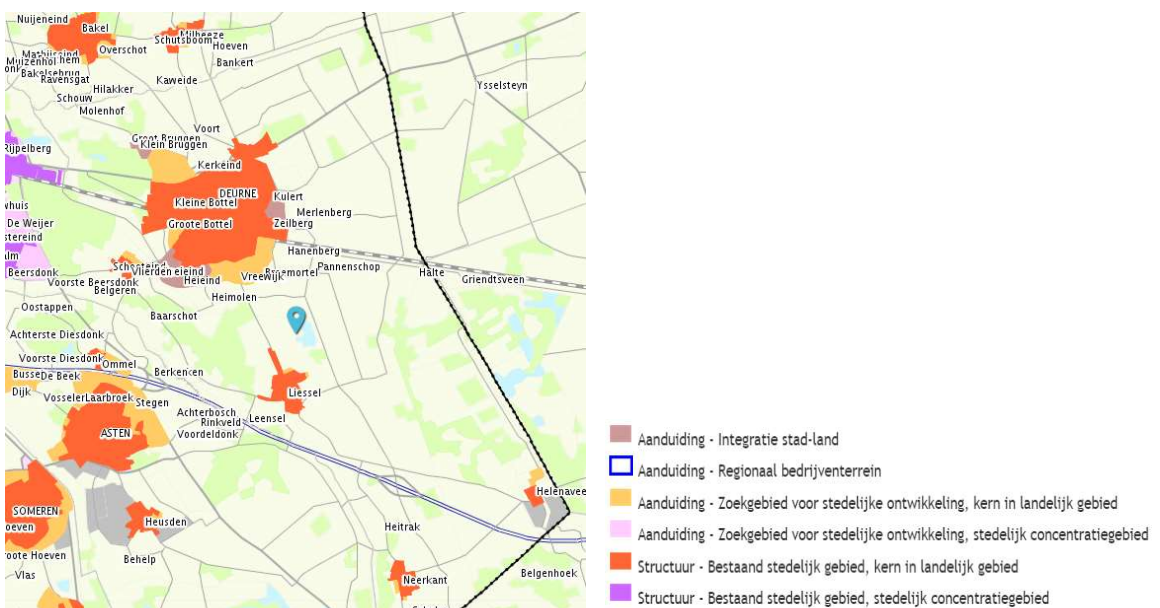 Nuijeneind
Bakel
Milheeze
Schutsboom
Hoeven
Overschot
Bankert
Ravensgat
Kaweide
Hilakker
Schouw
Molenhof
Ysselsteyn
Voort
Groot Bruggen
Klein Bruggen
Rijpelberg
Kerkeind
DEURNE
Kulert
Kleine Bottel
Merlenberg
Groote Bottel
Zeilberg
De Weijer
Hanenberg
Pannenschop
Halte
Griendtsveen
Beersdonk
Vlierden
Heieind
Vreewijk
Voorste Beersdonk
Belgeren
Heimolen
Oostappen
Baarschot
Achterste Diesdonk
Voorste Diesdonk
Ommel
Berken
De Beek
Dijk
Vosseler
Laarbroek
Stegen
Liessel
Achterbosch
Rinkveld
Leensel
Voordeldonk
ASTEN
Helenavee
SOMEREN
Heusden
Heitrak
Behelp
Vlas
Neerkant
Belgenhoek
Aanduiding - Integratie stad-land
Aanduiding - Regionaal bedrijventerrein
Aanduiding - Zoekgebied voor stedelijke ontwikkeling, kern in landelijk gebied
Aanduiding - Zoekgebied voor stedelijke ontwikkeling, stedelijk concentratiegebied
Structuur - Bestaand stedelijk gebied, kern in landelijk gebied
Structuur - Bestaand stedelijk gebied, stedelijk concentratiegebied